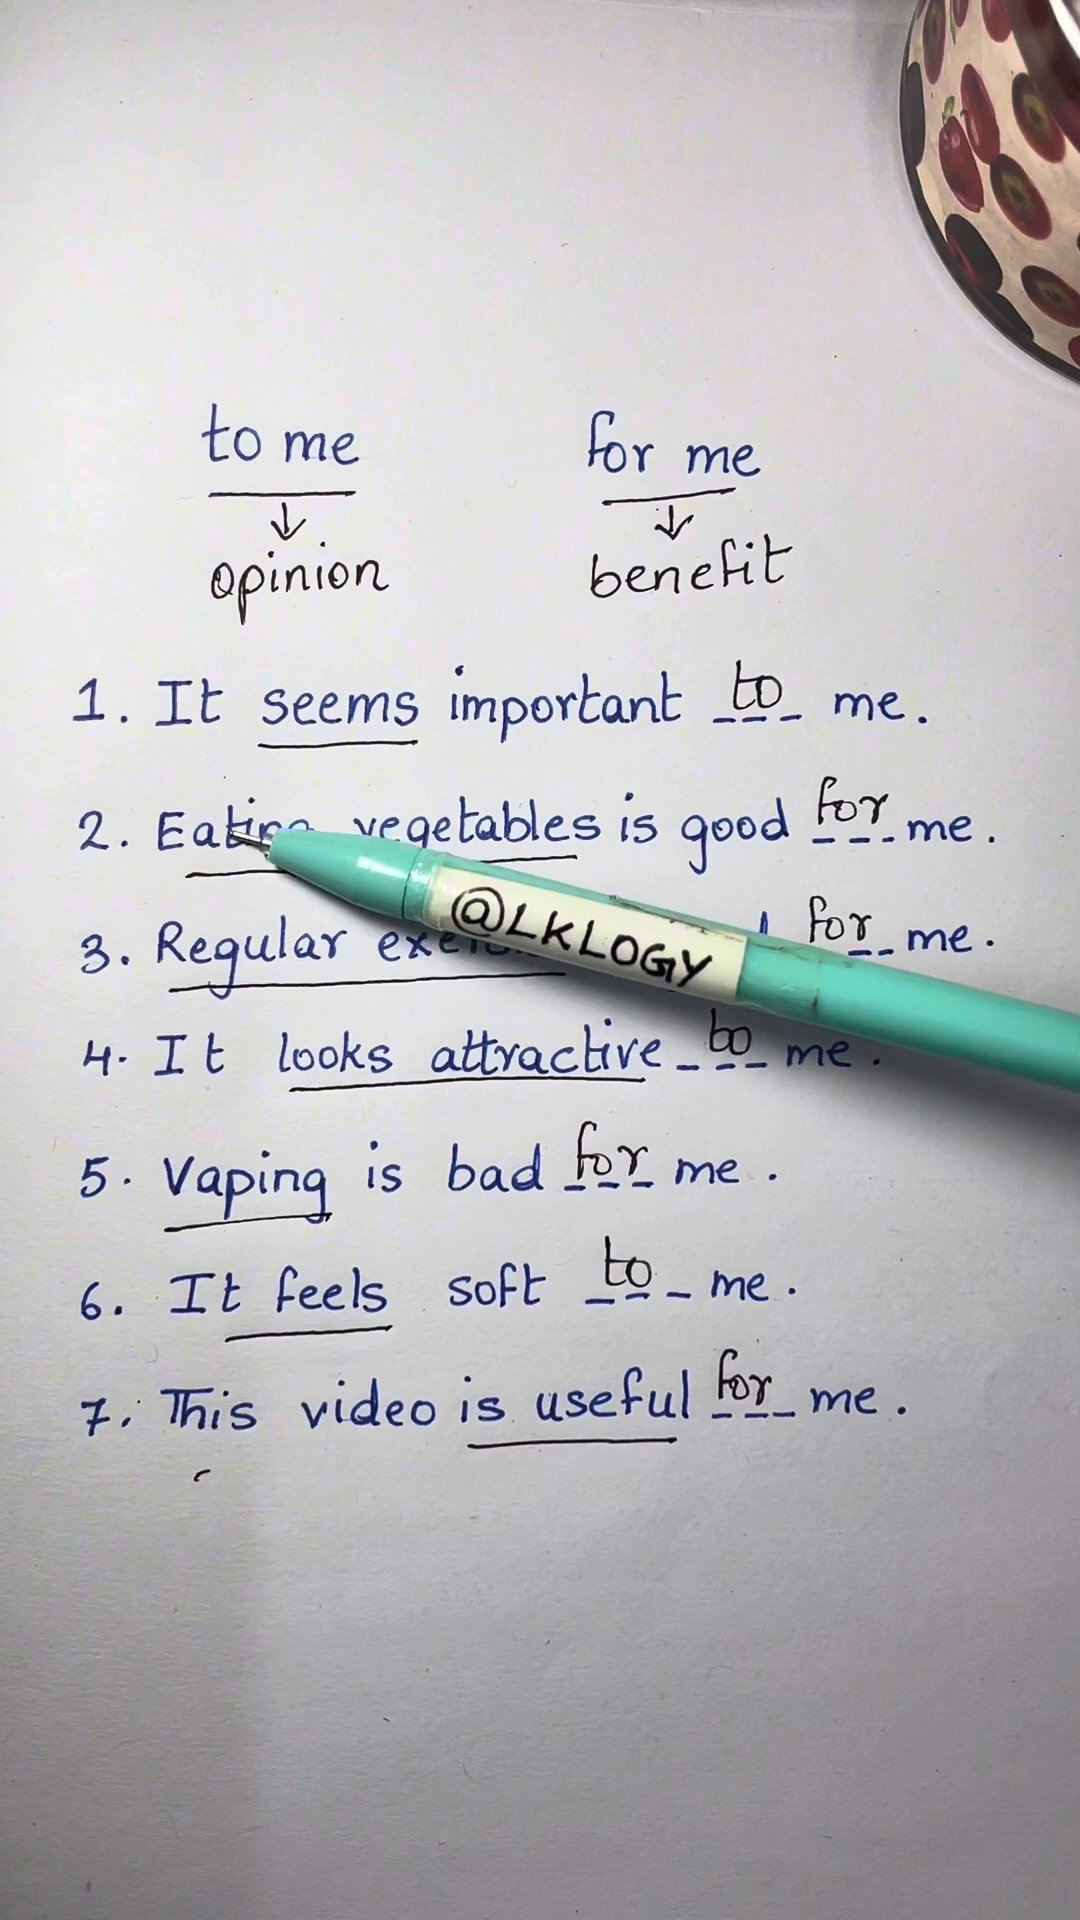 to me for me
opinion benefit
1. It seems important to me.
2. Eating vegetables is good for me.
3. Regular for me.
4. It looks attractive to me.
5. Vaping is bad for me.
6. It feels soft to me.
7. This video is useful for me.
@LKLOGY